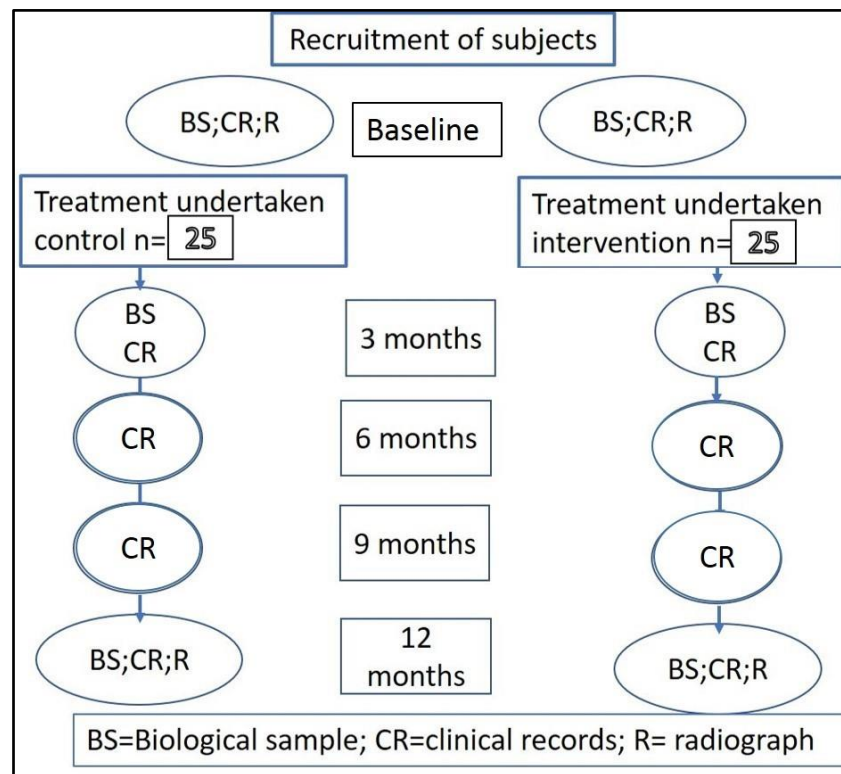 Recruitment of subjects
BS;CR;R
Baseline
BS;CR;R
Treatment undertaken
control n= 25
Treatment undertaken
intervention n= 25
BS
CR
3 months
BS
CR
CR
6 months
CR
CR
9 months
CR
BS;CR;R
12
months
BS;CR;R
BS=Biological sample; CR=clinical records; R= radiograph